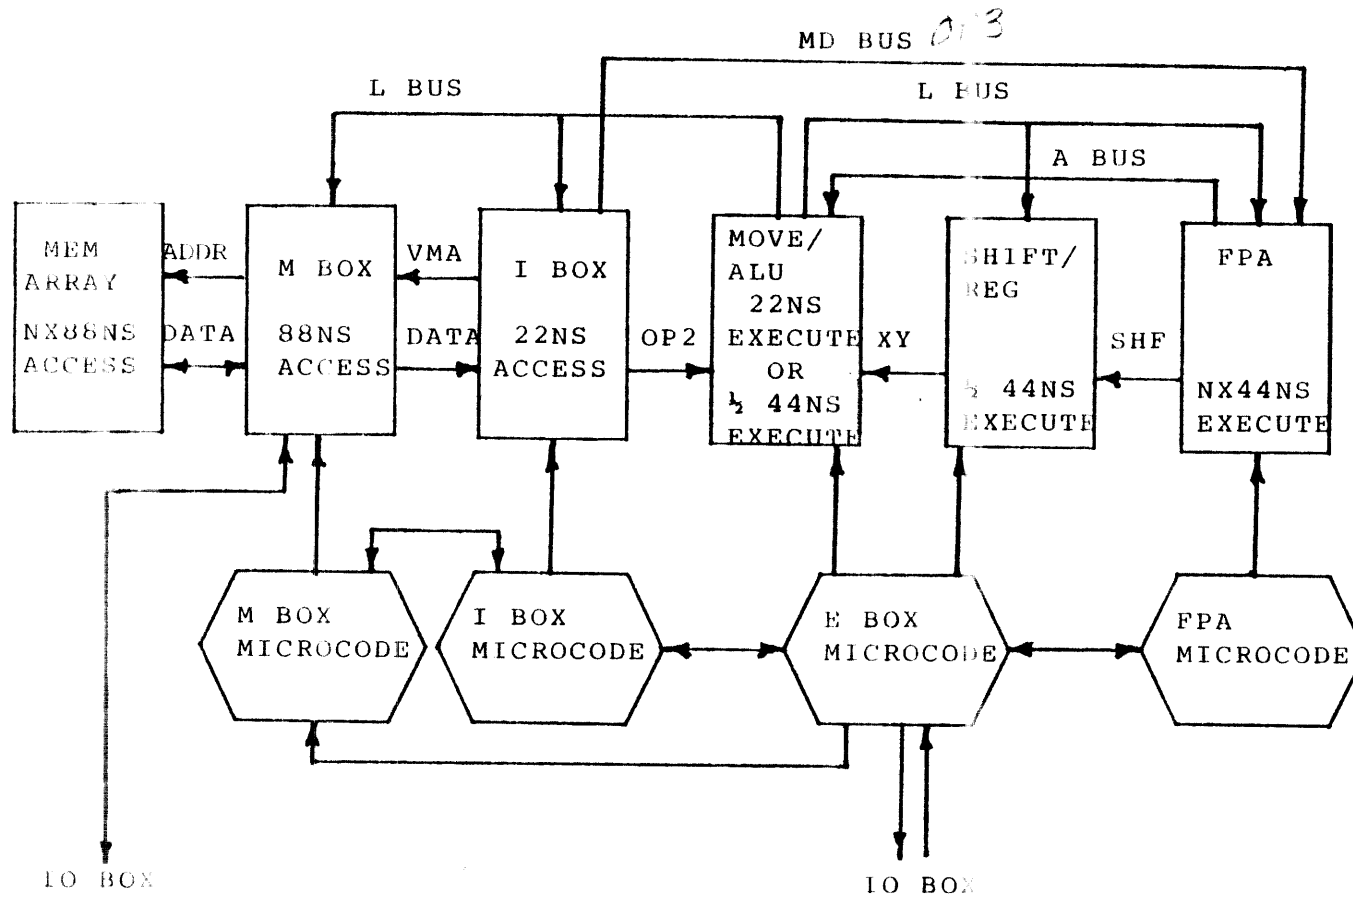 MD BUS
L BUS
L BUS
A BUS
MEM
ARRAY
NX88NS
ACCESS
ADDR
DATA
M BOX
88NS
ACCESS
VMA
DATA
I BOX
22NS
ACCESS
OP2
MOVE/
ALU
22NS
EXECUTE
OR
½ 44NS
EXECUTE
XY
SHIFT/
REG
½ 44NS
EXECUTE
SHF
FPA
NX44NS
EXECUTE
M BOX
MICROCODE
I BOX
MICROCODE
E BOX
MICROCODE
FPA
MICROCODE
IO BOX
IO BOX